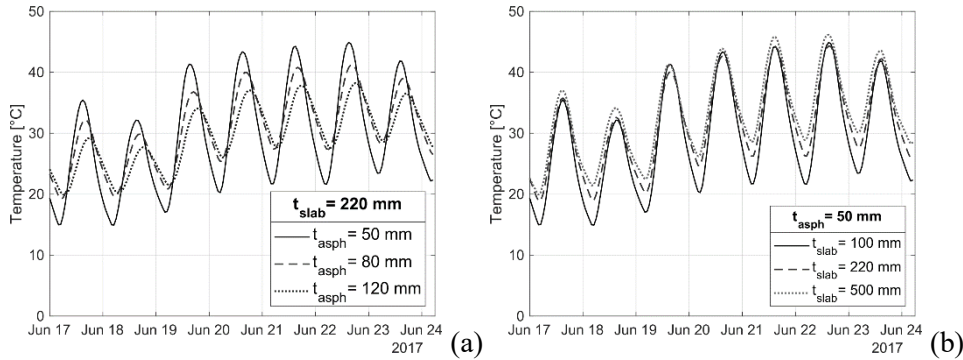 50
40
30
20
10
0
Temperature [°C]
t_slab= 220 mm
t_asph= 50 mm
t_asph= 80 mm
t_asph= 120 mm
Jun 17 Jun 18 Jun 19 Jun 20 Jun 21 Jun 22 Jun 23 Jun 24
2017
(a)
50
40
30
20
10
0
Temperature [°C]
t_asph= 50 mm
t_slab= 100 mm
t_slab= 220 mm
t_slab= 500 mm
Jun 17 Jun 18 Jun 19 Jun 20 Jun 21 Jun 22 Jun 23 Jun 24
2017
(b)